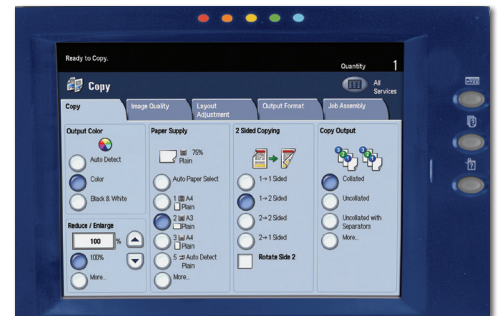 Ready to Copy.
Quantity 1
Copy
All
Services
Copy
Image Quality
Layout
Adjustment
Output Format
Job Assembly
Output Color
Auto Detect
Color
Black & White
Reduce / Enlarge
100 %
100%
More...
Paper Supply
75%
Plain
Auto Paper Select
1 A4
Plain
2 A3
Plain
3 A4
Plain
5 Auto Detect
Plain
More...
2 Sided Copying
1→1 Sided
1→2 Sided
2→2 Sided
2→1 Sided
Rotate Side 2
Copy Output
Collated
Uncollated
Uncollated with
Separators
More...